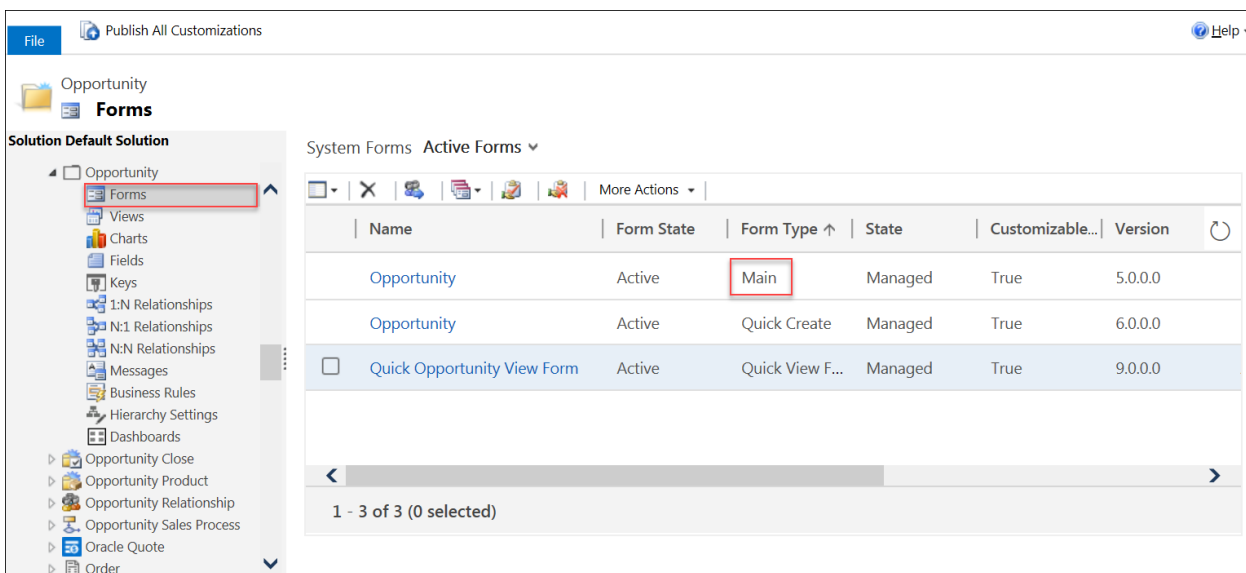 File
Publish All Customizations
Help
Opportunity
Forms
Solution Default Solution
Opportunity
Forms
Views
Charts
Fields
Keys
1:N Relationships
N:1 Relationships
N:N Relationships
Messages
Business Rules
Hierarchy Settings
Dashboards
Opportunity Close
Opportunity Product
Opportunity Relationship
Opportunity Sales Process
Oracle Quote
Order
System Forms Active Forms
More Actions
Name Form State Form Type ↑ State Customizable... Version
Opportunity Active Main Managed True 5.0.0.0
Opportunity Active Quick Create Managed True 6.0.0.0
Quick Opportunity View Form Active Quick View F... Managed True 9.0.0.0
1 - 3 of 3 (0 selected)